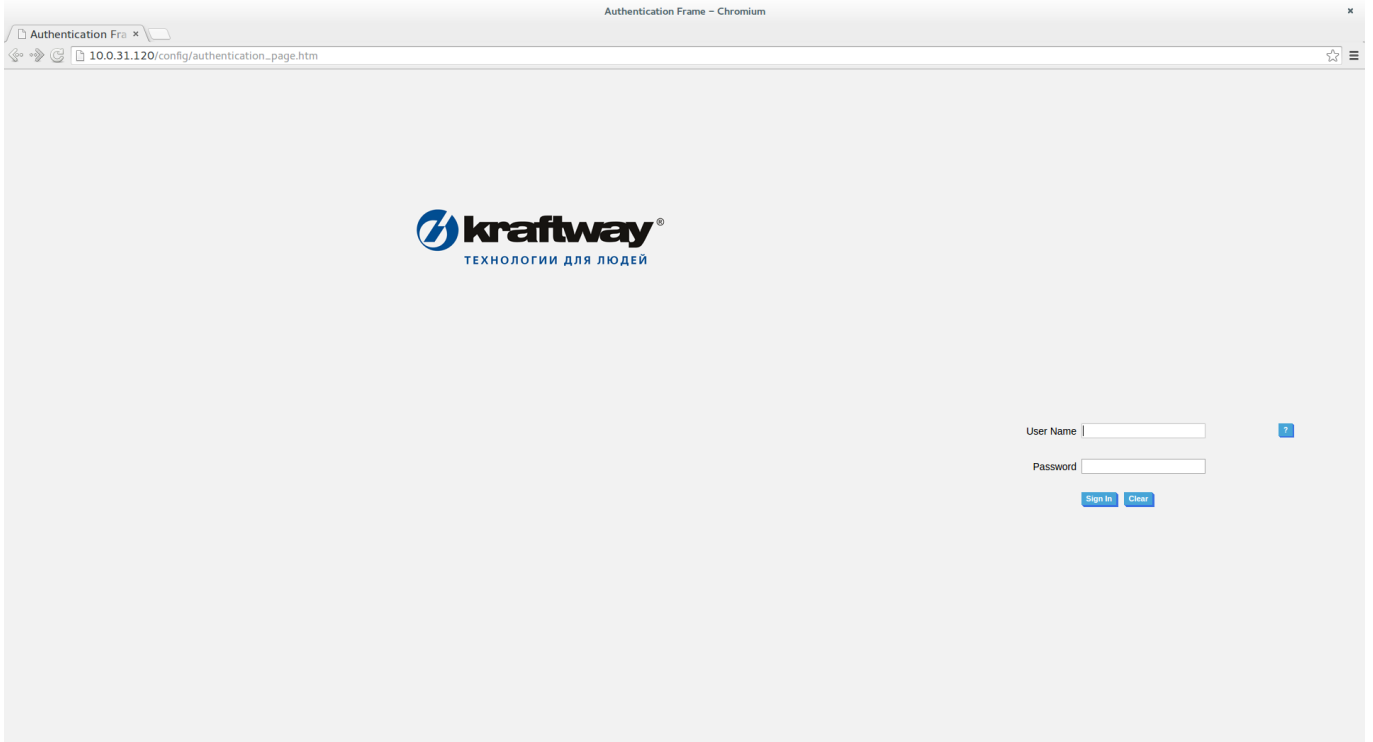 Authentication Frame – Chromium
Authentication Fra
10.0.31.120/config/authentication_page.htm
kraftway®
ТЕХНОЛОГИИ ДЛЯ ЛЮДЕЙ
User Name ?
Password
Sign In Clear